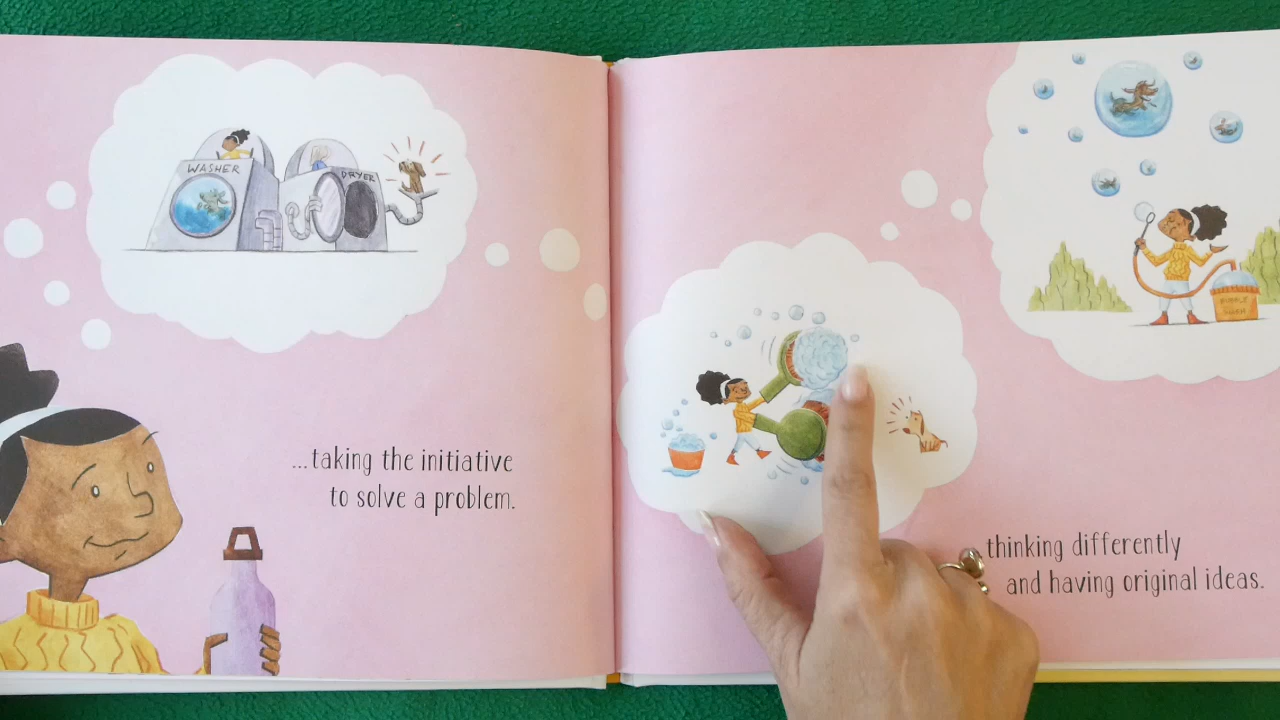 WASHER
DRYER
...taking the initiative
to solve a problem.
thinking differently
and having original ideas.